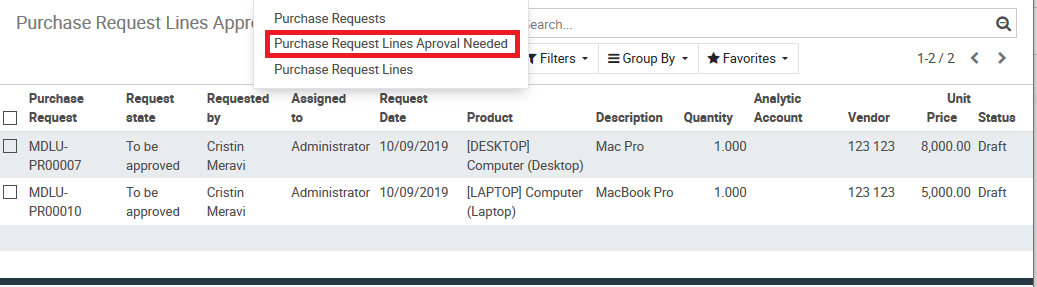 Purchase Request Lines Appro
Purchase Requests
Purchase Request Lines Aproval Needed
Purchase Request Lines
Search...
Filters
Group By
Favorites
1-2 / 2
Purchase Request
Request state
Requested by
Assigned to
Request Date
Product
Description
Quantity
Analytic Account
Vendor
Unit Price
Status
MDLU-PR00007
To be approved
Cristin Meravi
Administrator
10/09/2019
[DESKTOP] Computer (Desktop)
Mac Pro
1.000
123 123
8,000.00
Draft
MDLU-PR00010
To be approved
Cristin Meravi
Administrator
10/09/2019
[LAPTOP] Computer (Laptop)
MacBook Pro
1.000
123 123
5,000.00
Draft